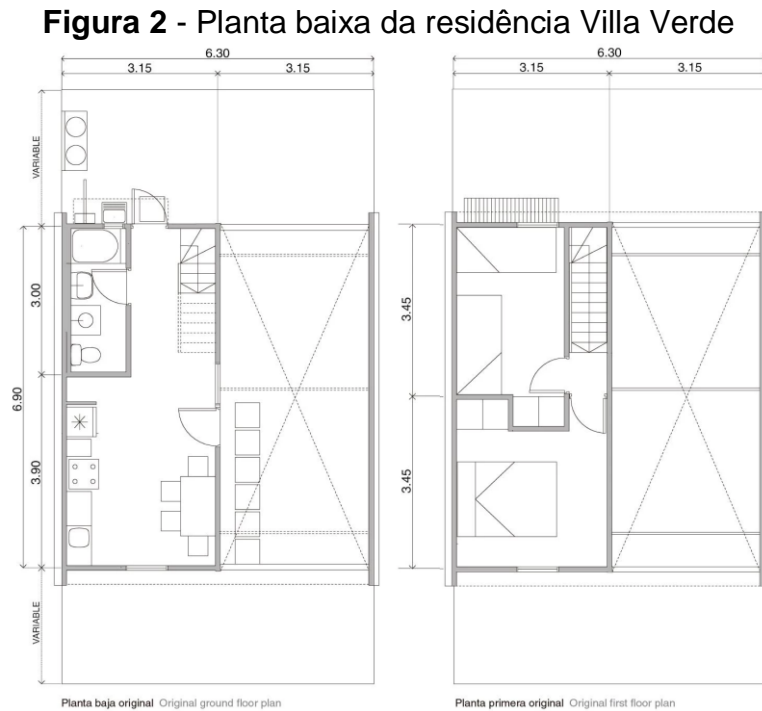 Figura 2 - Planta baixa da residência Villa Verde
6.30
3.15 3.15
VARIABLE
3.00
6.90
3.90
VARIABLE
Planta baja original Original ground floor plan
6.30
3.15 3.15
3.45
3.45
Planta primera original Original first floor plan